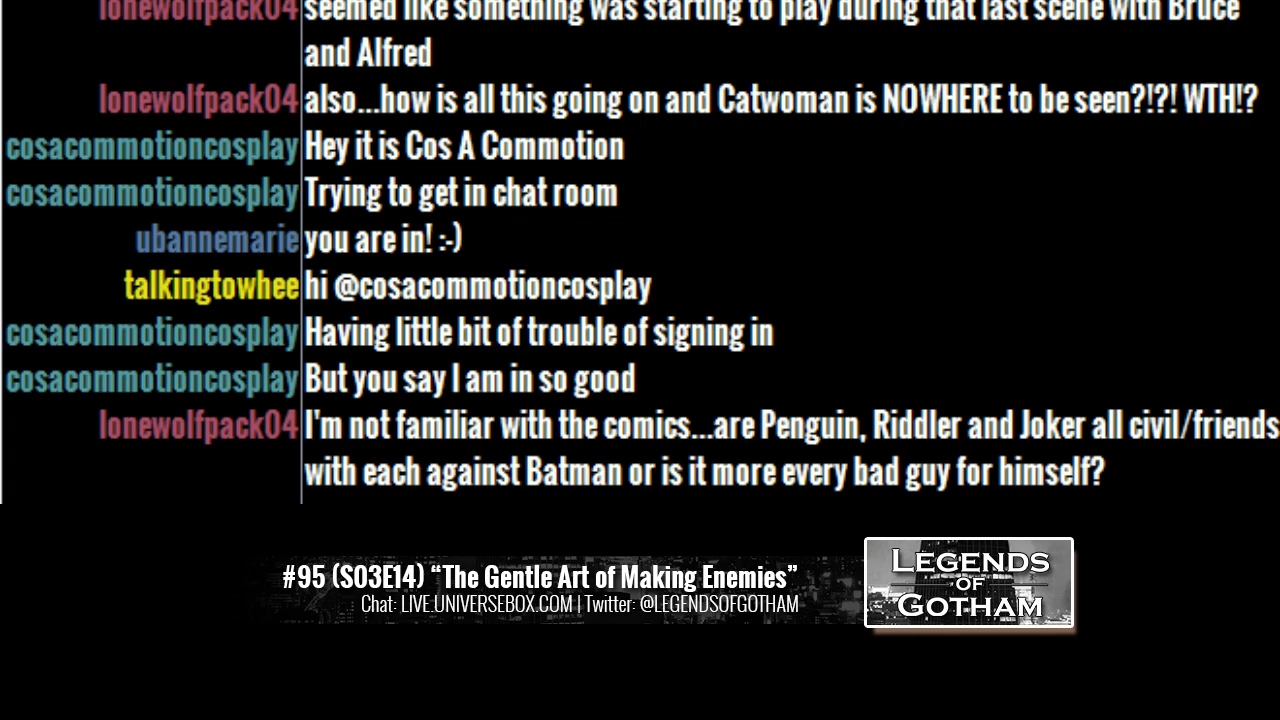 lonewolfpack04 seemed like something was starting to play during that last scene with Bruce
and Alfred
lonewolfpack04 also...how is all this going on and Catwoman is NOWHERE to be seen?!?! WTH!?
cosacommotioncosplay Hey it is Cos A Commotion
cosacommotioncosplay Trying to get in chat room
ubannemarie you are in! :-)
talkingtowhee hi @cosacommotioncosplay
cosacommotioncosplay Having little bit of trouble of signing in
cosacommotioncosplay But you say I am in so good
lonewolfpack04 I'm not familiar with the comics...are Penguin, Riddler and Joker all civil/friends
with each against Batman or is it more every bad guy for himself?
#95 (S03E14) “The Gentle Art of Making Enemies”
Chat: LIVE.UNIVERSEBOX.COM | Twitter: @LEGENDSOFGOTHAM
LEGENDS
OF
GOTHAM